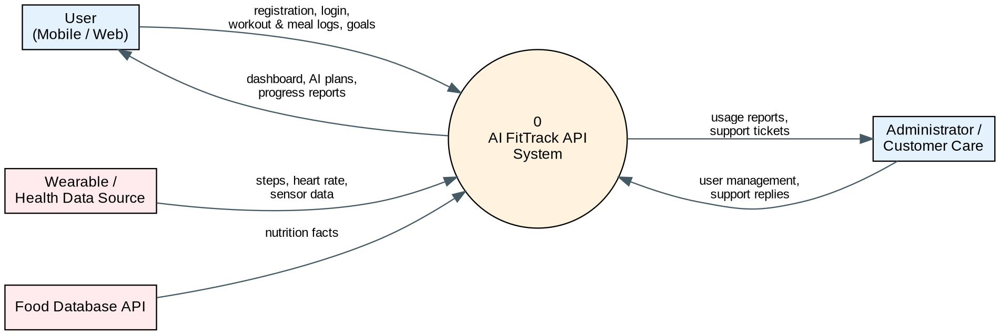 User
(Mobile / Web)
registration, login,
workout & meal logs, goals
dashboard, AI plans,
progress reports
Wearable /
Health Data Source
steps, heart rate,
sensor data
nutrition facts
Food Database API
0
AI FitTrack API
System
usage reports,
support tickets
user management,
support replies
Administrator /
Customer Care